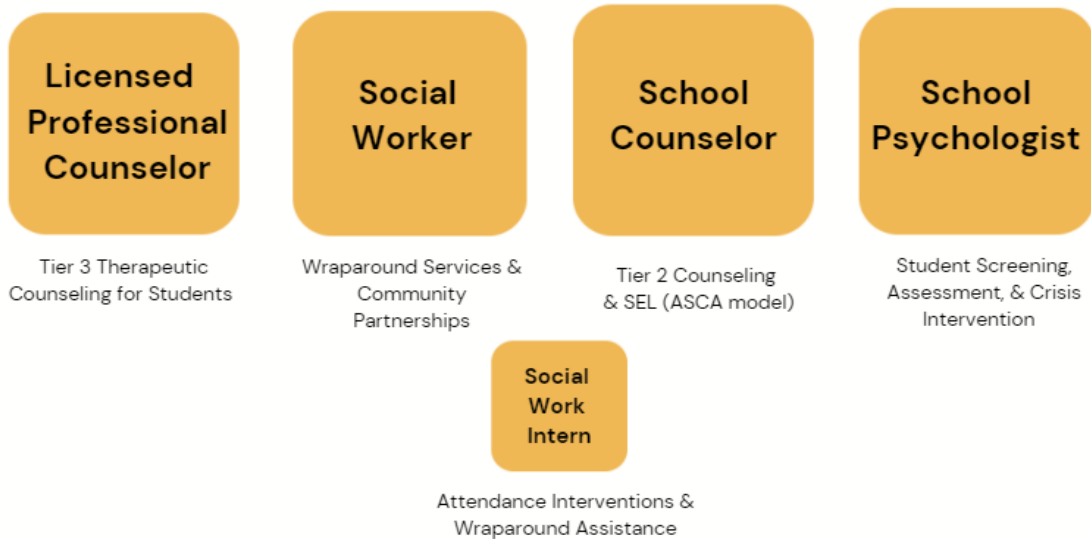 Licensed
Professional
Counselor
Social
Worker
School
Counselor
School
Psychologist
Tier 3 Therapeutic
Counseling for Students
Wraparound Services &
Community
Partnerships
Tier 2 Counseling
& SEL (ASCA model)
Student Screening,
Assessment, & Crisis
Intervention
Social
Work
Intern
Attendance Interventions &
Wraparound Assistance